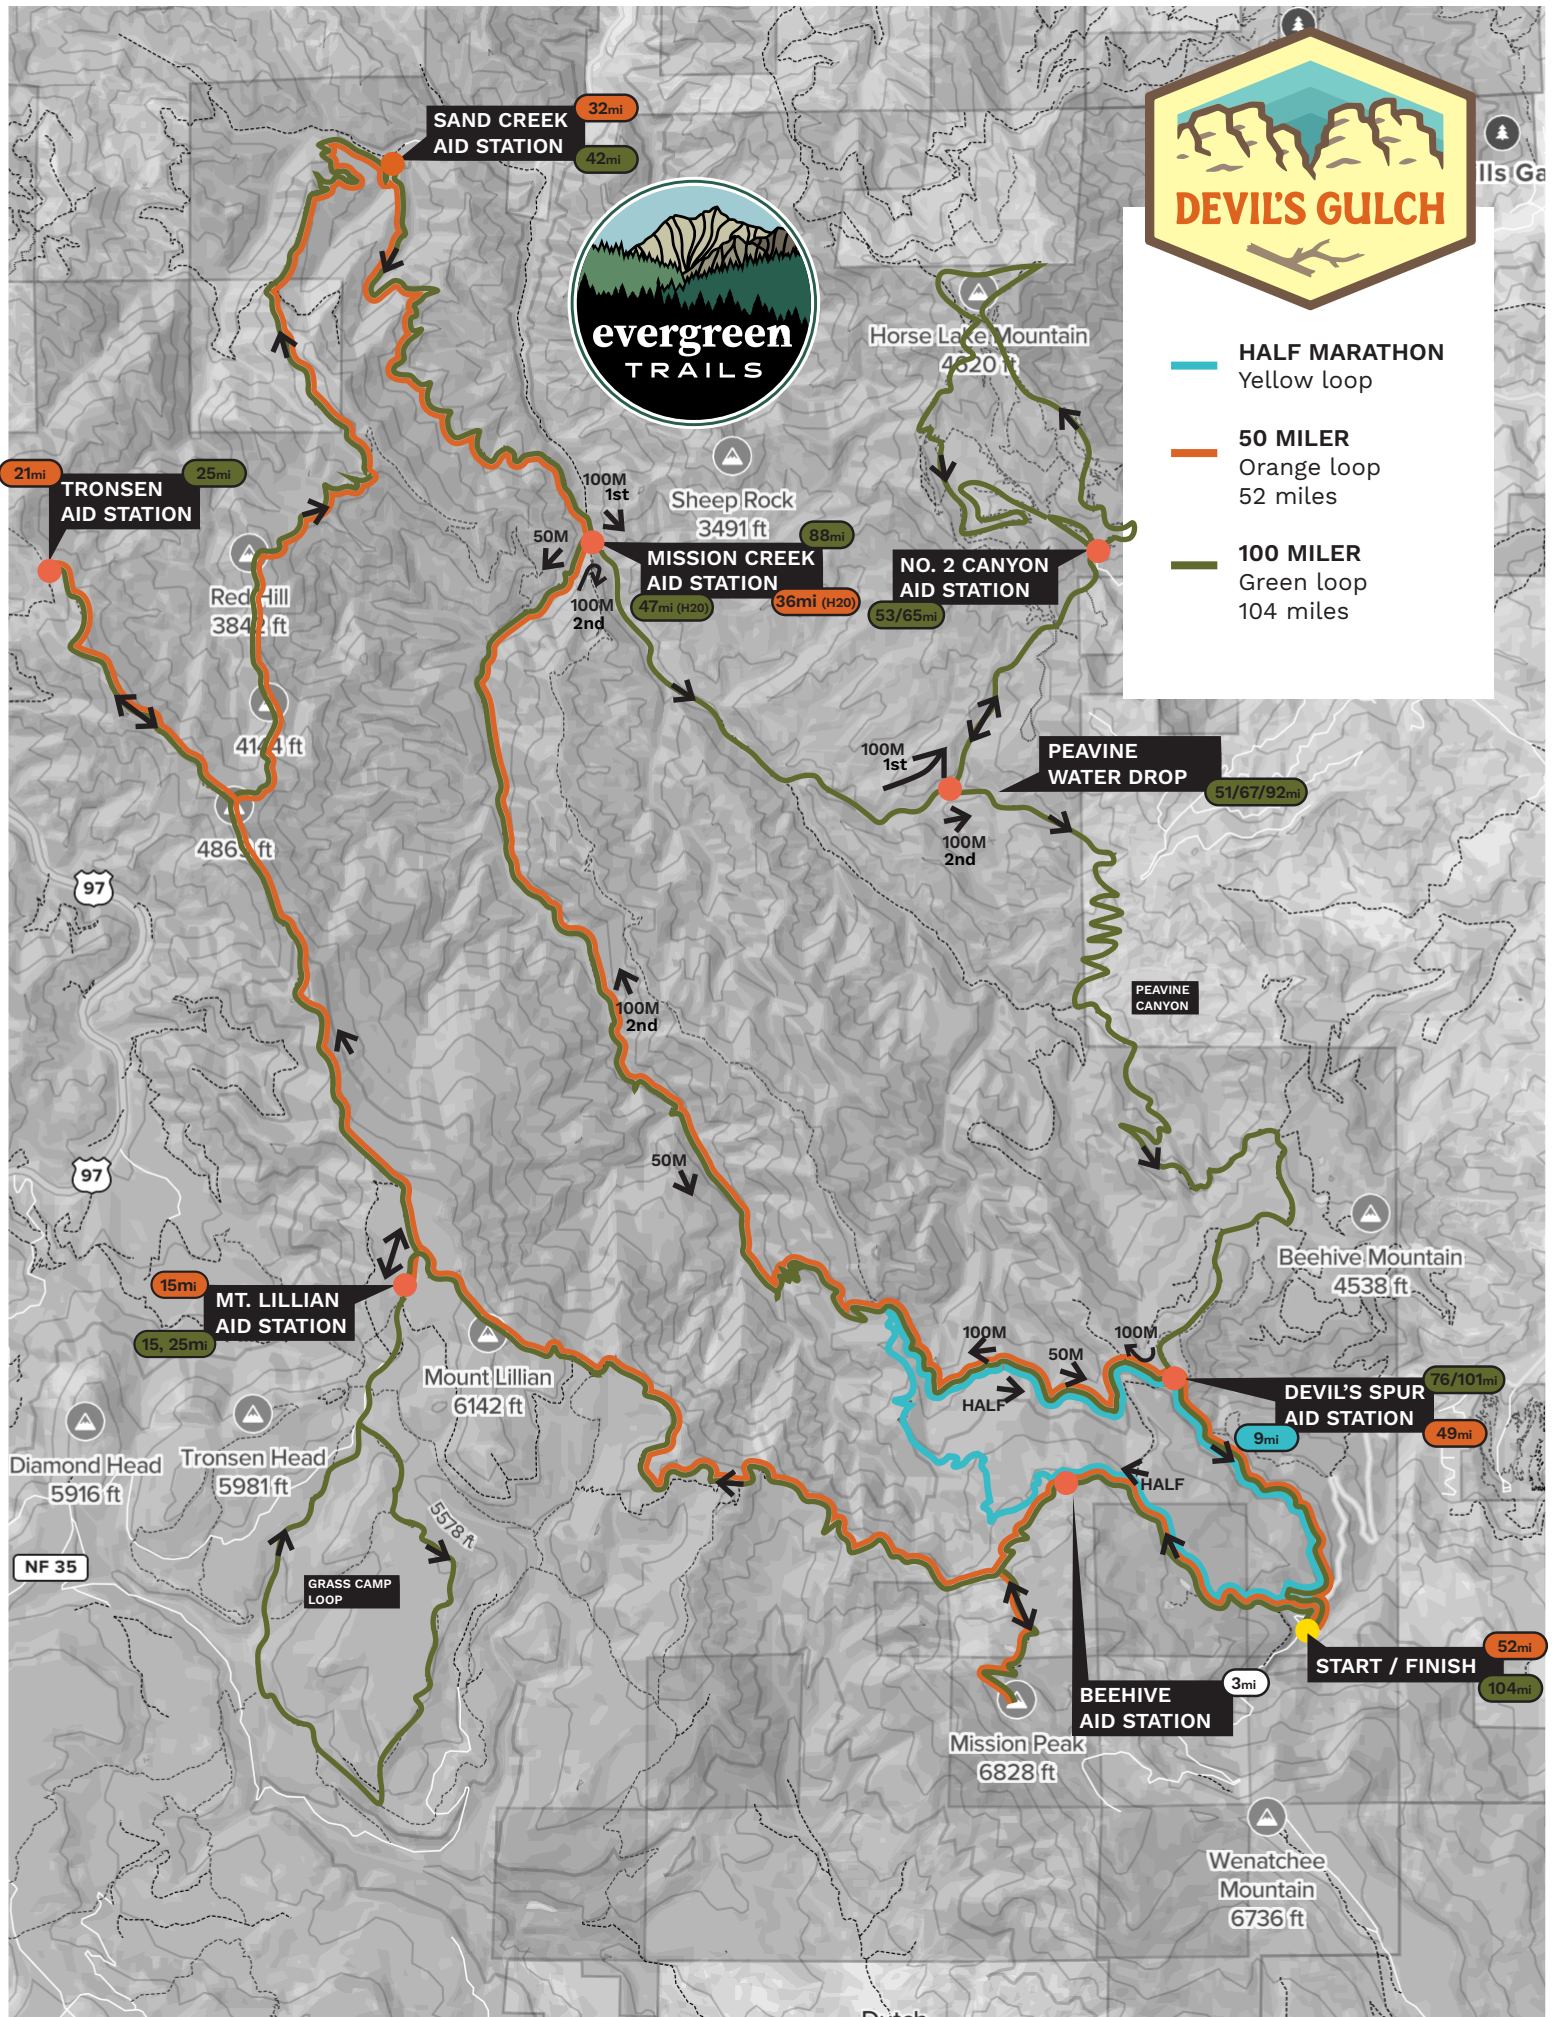 32mi
SAND CREEK
AID STATION
42mi
DEVIL'S GULCH
lls Ga
evergreen
TRAILS
Horse Lake Mountain
HALF MARATHON
Yellow loop
50 MILER
Orange loop
52 miles
100 MILER
Green loop
104 miles
21mi
25mi
TRONSEN
AID STATION
100M
1st
Sheep Rock
3491 ft
50M
88mi
MISSION CREEK
AID STATION
47mi (H20)
36mi (H20)
100M
2nd
NO. 2 CANYON
AID STATION
53/65mi
Red Hill
3842 ft
4144 ft
100M
1st
PEAVINE
WATER DROP
51/67/92mi
100M
2nd
97
PEAVINE
CANYON
100M
2nd
50M
97
Beehive Mountain
4538 ft
15mi
MT. LILLIAN
AID STATION
15, 25mi
Mount Lillian
6142 ft
100M
50M
HALF
100M
DEVIL'S SPUR
AID STATION
76/101mi
49mi
9mi
Diamond Head
5916 ft
Tronsen Head
5981 ft
5578 ft
HALF
NF 35
GRASS CAMP
LOOP
START / FINISH
52mi
104mi
3mi
BEEHIVE
AID STATION
Mission Peak
6828 ft
Wenatchee
Mountain
6736 ft